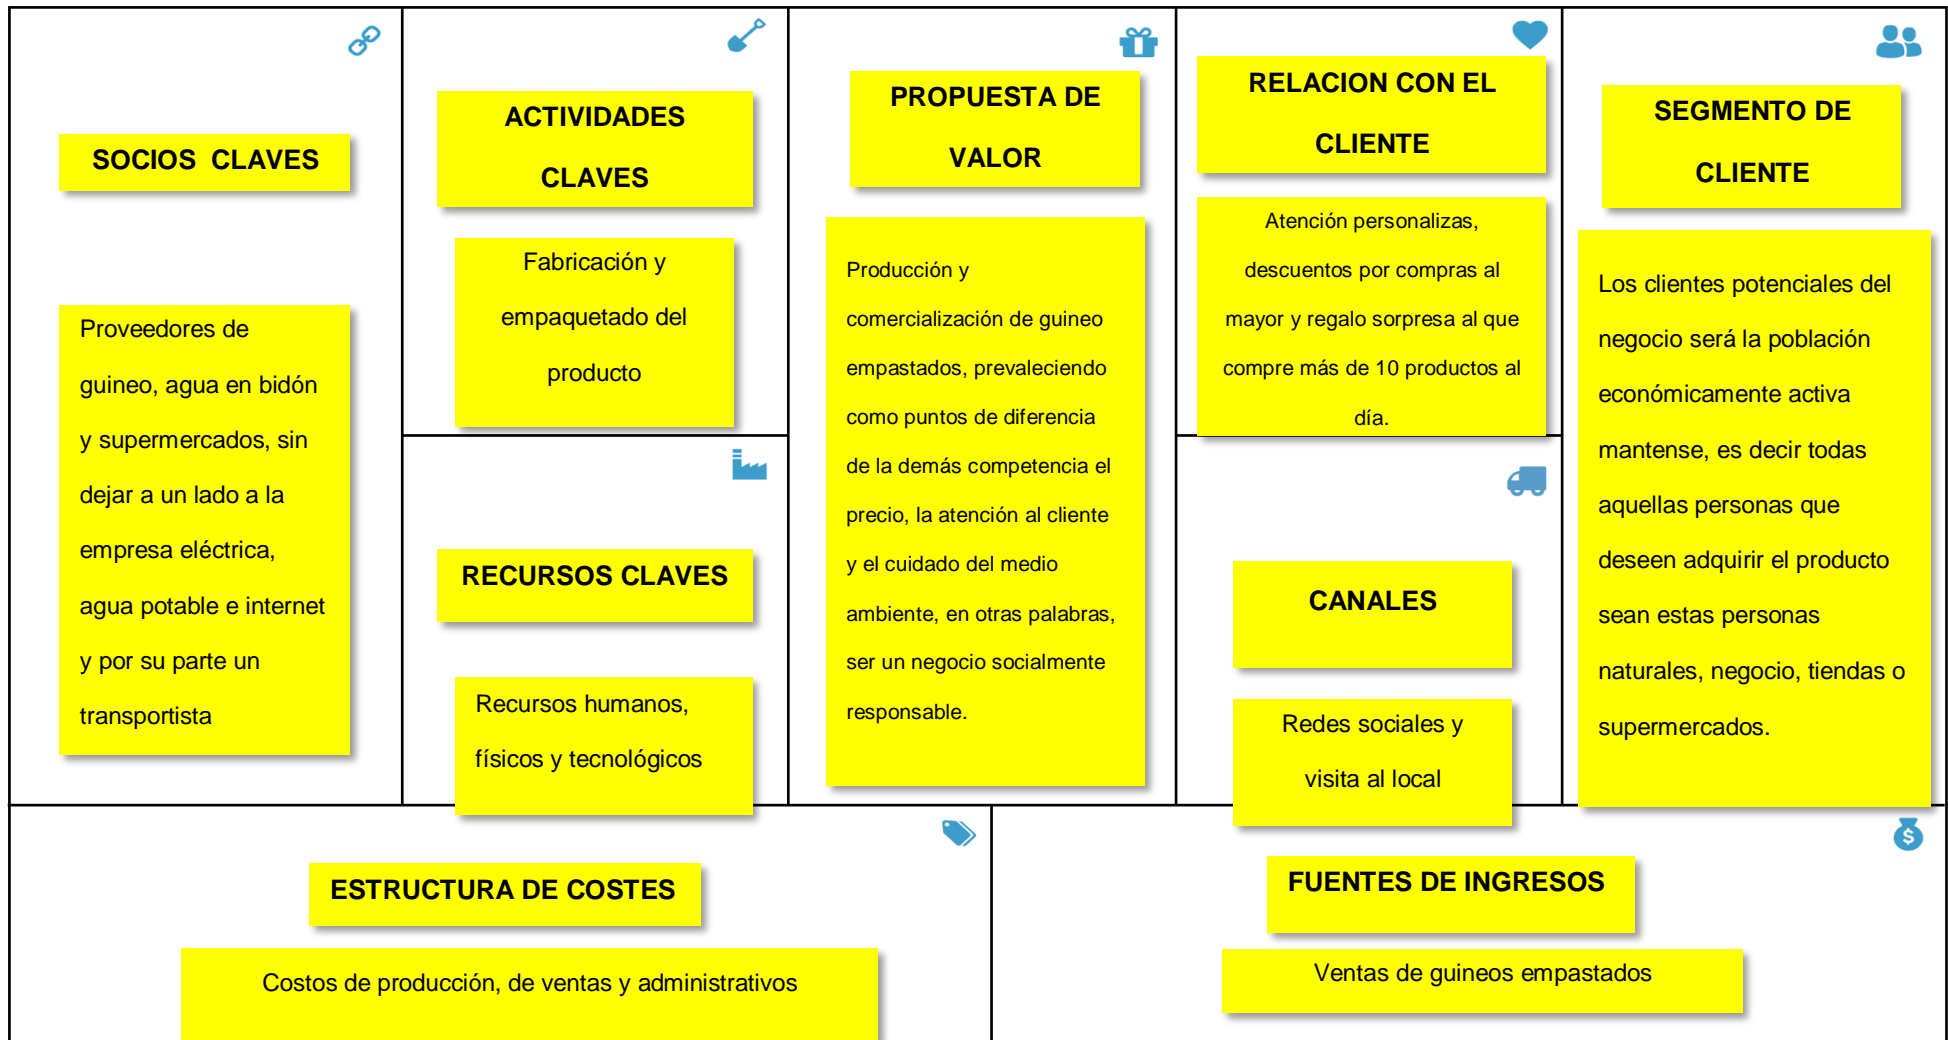 SOCIOS CLAVES
Proveedores de
guineo, agua en bidón
y supermercados, sin
dejar a un lado a la
empresa eléctrica,
agua potable e internet
y por su parte un
transportista
ACTIVIDADES
CLAVES
Fabricación y
empaquetado del
producto
RECURSOS CLAVES
Recursos humanos,
físicos y tecnológicos
PROPUESTA DE
VALOR
Producción y
comercialización de guineo
empastados, prevaleciendo
como puntos de diferencia
de la demás competencia el
precio, la atención al cliente
y el cuidado del medio
ambiente, en otras palabras,
ser un negocio socialmente
responsable.
RELACION CON EL
CLIENTE
Atención personalizas,
descuentos por compras al
mayor y regalo sorpresa al que
compre más de 10 productos al
día.
CANALES
Redes sociales y
visita al local
SEGMENTO DE
CLIENTE
Los clientes potenciales del
negocio será la población
económicamente activa
mantense, es decir todas
aquellas personas que
deseen adquirir el producto
sean estas personas
naturales, negocio, tiendas o
supermercados.
ESTRUCTURA DE COSTES
Costos de producción, de ventas y administrativos
FUENTES DE INGRESOS
Ventas de guineos empastados
$